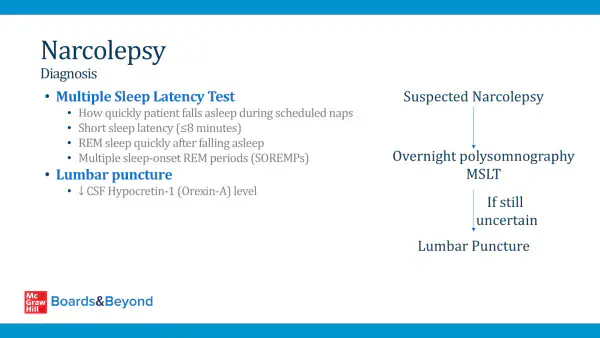 Narcolepsy
Diagnosis
• Multiple Sleep Latency Test
• How quickly patient falls asleep during scheduled naps
• Short sleep latency (≤8 minutes)
• REM sleep quickly after falling asleep
• Multiple sleep-onset REM periods (SOREMPs)
• Lumbar puncture
• ↓ CSF Hypocretin-1 (Orexin-A) level
Suspected Narcolepsy
Overnight polysomnography
MSLT
If still
uncertain
Lumbar Puncture
Mc
Graw
Hill
Boards&Beyond